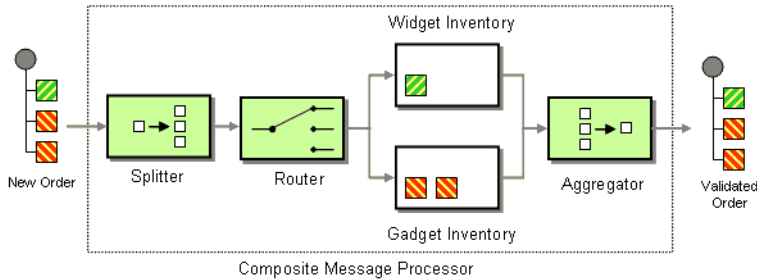 Widget Inventory
New Order
Splitter
Router
Aggregator
Validated
Order
Gadget Inventory
Composite Message Processor